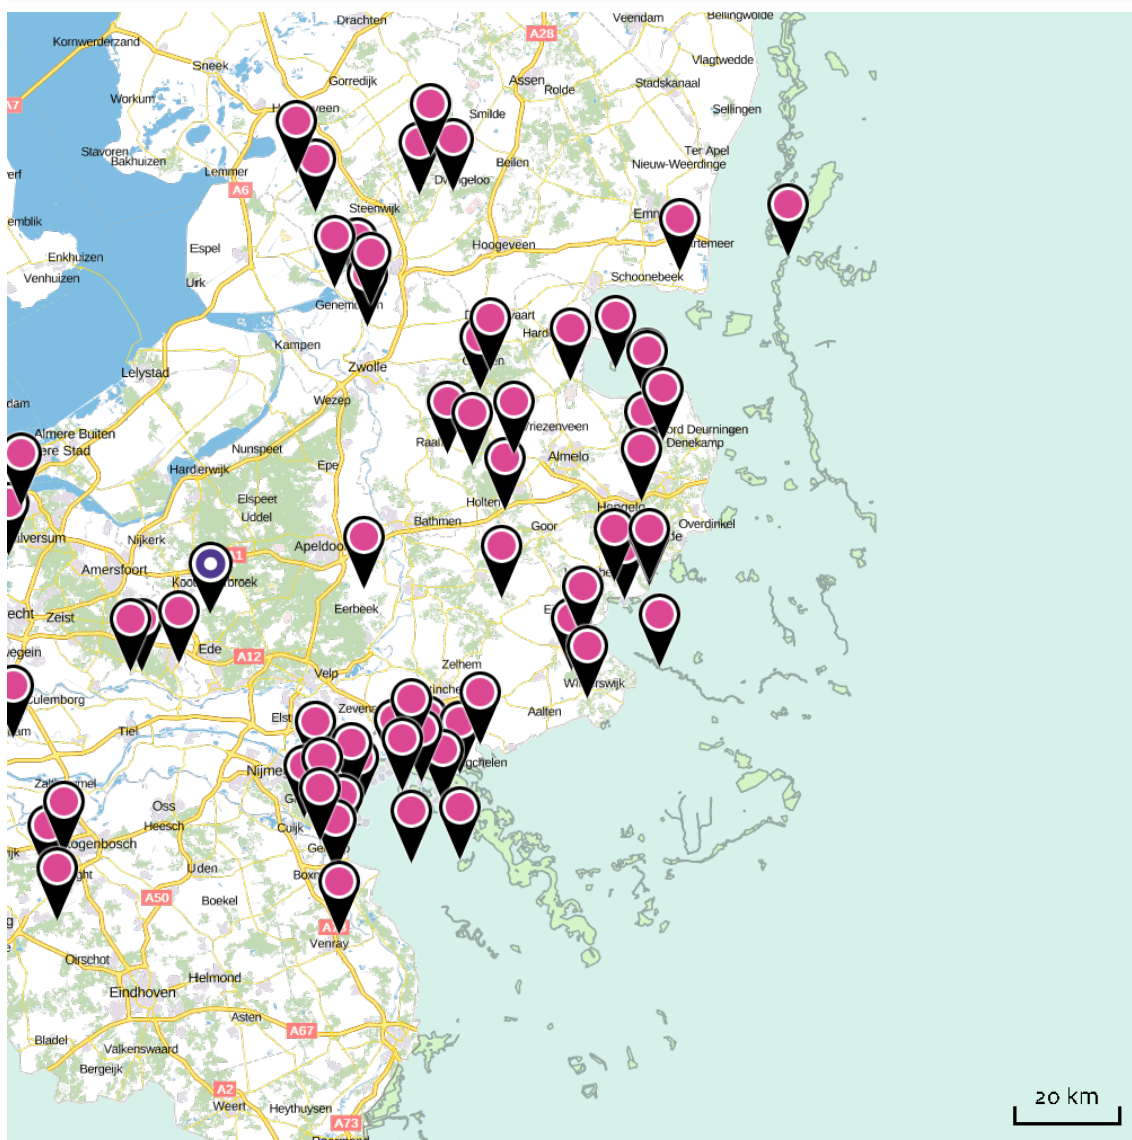 Drachten
Veendam
Bellingwolde
A28
Kornwerderzand
Sneek
Vlagtwedde
Gorredijk
Assen
Rolde
Stadskanaal
A7
Workum
Smilde
Sellingen
Stavoren
Bakhuizen
Ter Apel
Nieuw-Weerdinge
Beilen
Lemmer
A6
Steenwijk
Espel
Hoogeveen
Enkhuizen
Venhuizen
Urk
Schoonebeek
Kampen
Zwolle
Lelystad
Wezep
Almere Buiten
Denekamp
Nunspeet
Almelo
Harderwijk
Epe
Elspeet
Uddel
Holten
Bathmen
Goor
Overdinkel
Nijkerk
Amersfoort
Eerbeek
Zeist
Ede
A12
Zelhem
Velp
Culemborg
Aalten
Elst
Tiel
Oss
Heesch
Cuijk
Uden
A50
Boekel
Venray
Oirschot
Helmond
Eindhoven
Asten
A67
Bladel
Valkenswaard
Bergeijk
A2
Weert
Heythuysen
A73
20 km